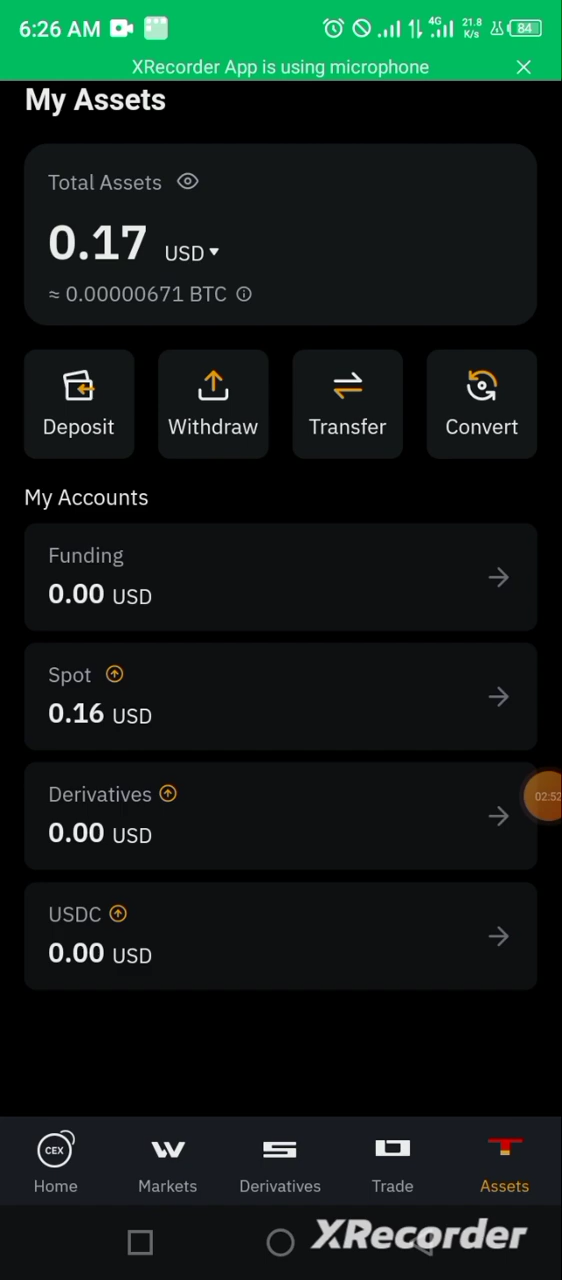 6:26 AM 4G 21.8 K/s 84
XRecorder App is using microphone
My Assets
Total Assets
0.17 USD
≈ 0.00000671 BTC
Deposit Withdraw Transfer Convert
My Accounts
Funding
0.00 USD
Spot
0.16 USD
Derivatives
02:52
0.00 USD
USDC
0.00 USD
CEX
Home Markets Derivatives Trade Assets
XRecorder